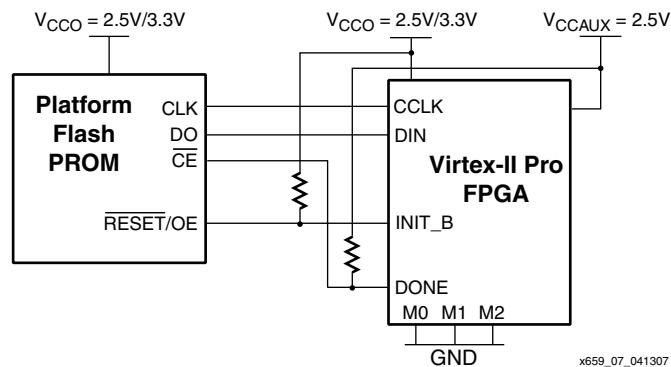 VCCO = 2.5V/3.3V
VCCO = 2.5V/3.3V
VCCAUX = 2.5V
Platform
Flash
PROM
CLK
DO
CE
RESET/OE
CCLK
DIN
Virtex-II Pro
FPGA
INIT_B
DONE
M0 M1 M2
GND
x659_07_041307